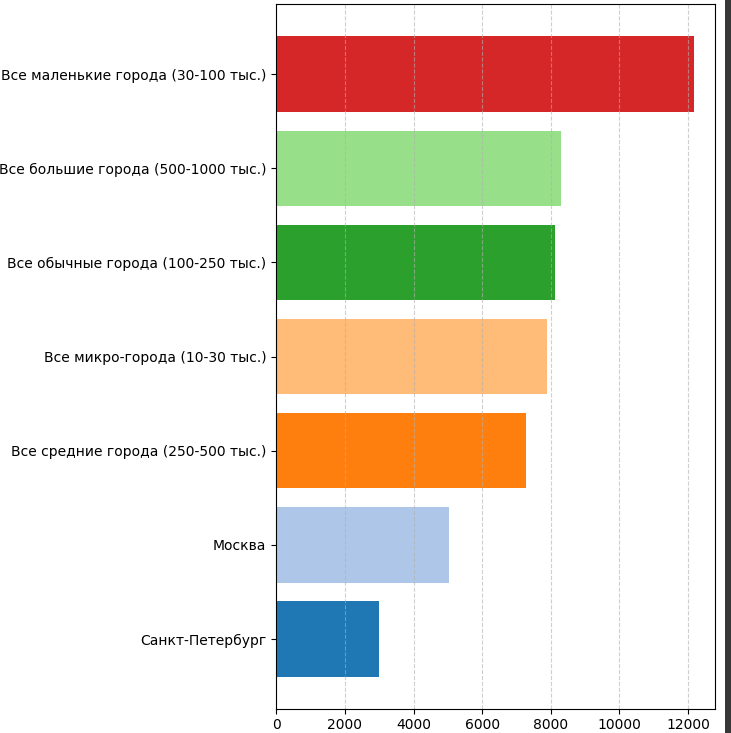 Все маленькие города (30-100 тыс.)
Все большие города (500-1000 тыс.)
Все обычные города (100-250 тыс.)
Все микро-города (10-30 тыс.)
Все средние города (250-500 тыс.)
Москва
Санкт-Петербург
0 2000 4000 6000 8000 10000 12000